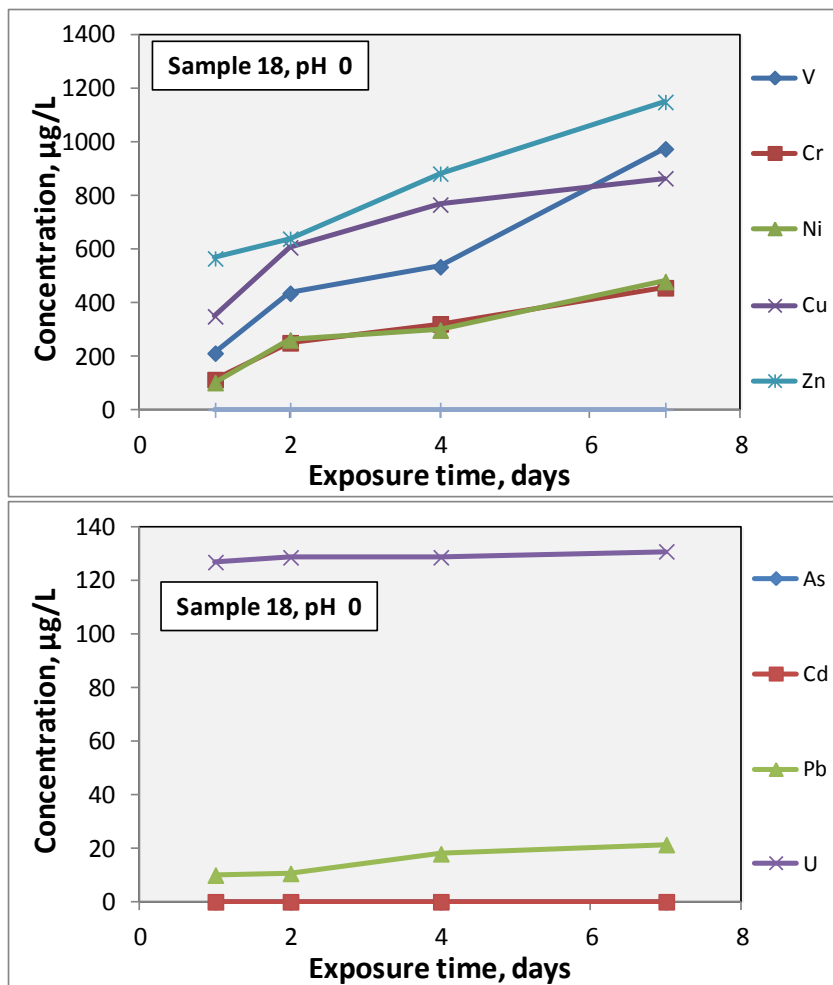 1400
1200
1000
800
600
400
200
0
Concentration, µg/L
Sample 18, pH 0
V
Cr
Ni
Cu
Zn
0 2 4 6 8
Exposure time, days
140
120
100
80
60
40
20
0
Concentration, µg/L
Sample 18, pH 0
As
Cd
Pb
U
0 2 4 6 8
Exposure time, days